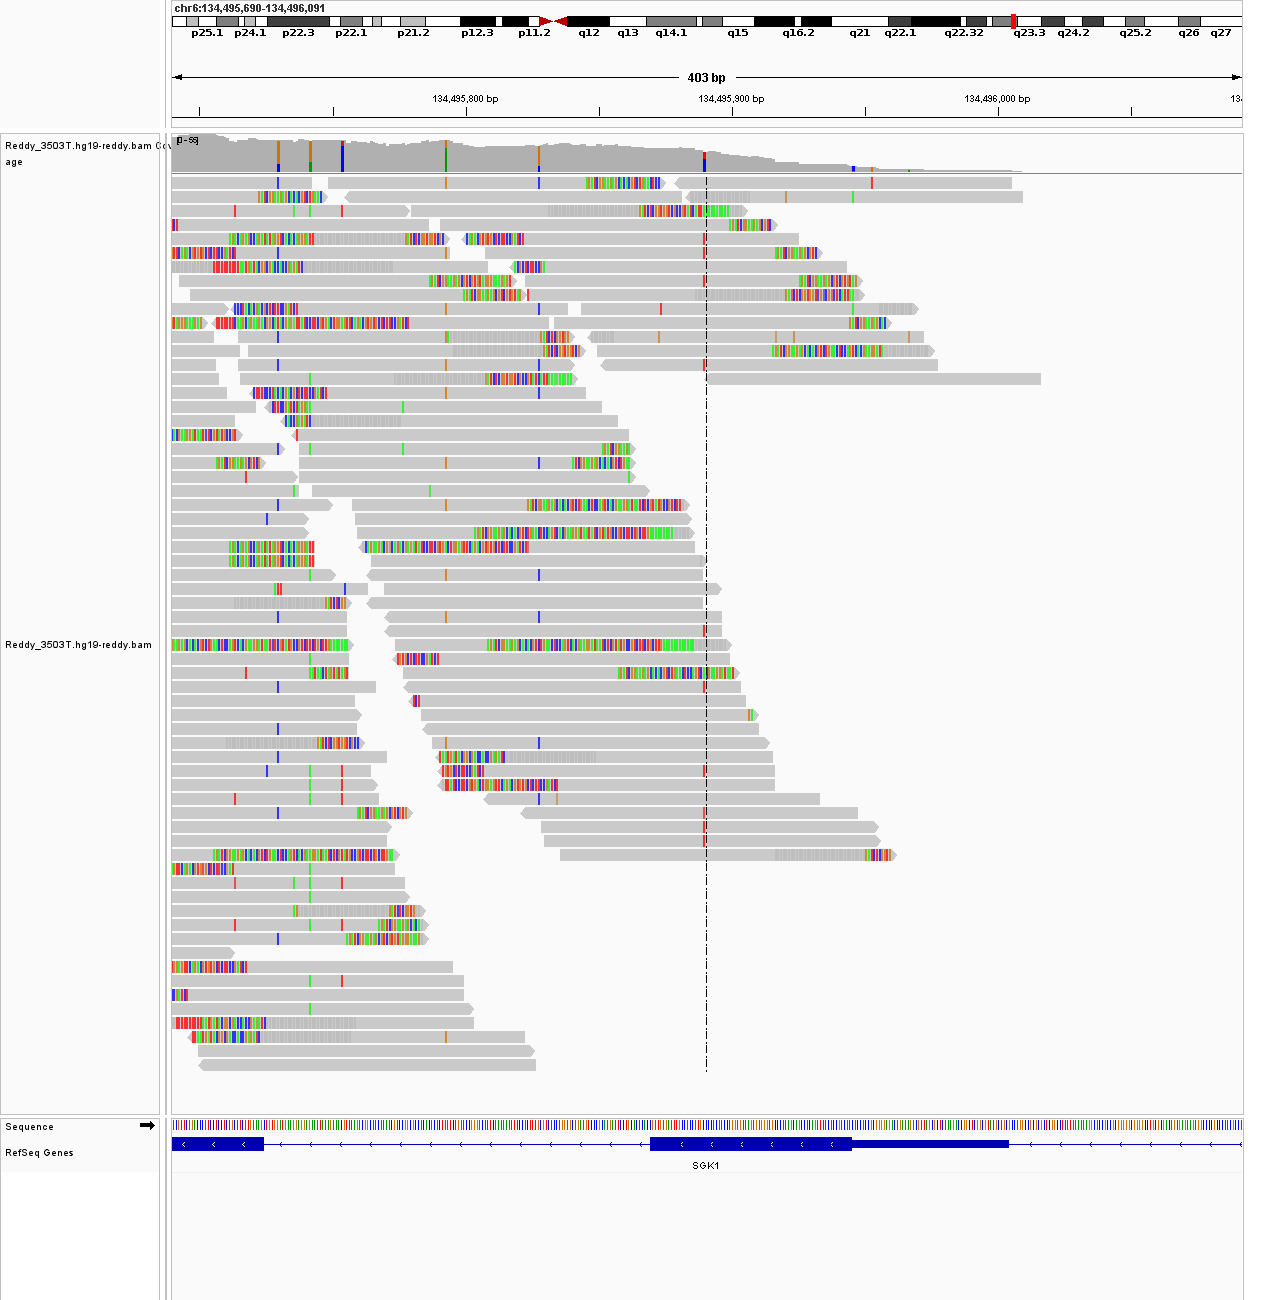 chr6:134,495,690-134,496,091
p25.1 p24.1 p22.3 p22.1 p21.2 p12.3 p11.2 q12 q13 q14.1 q15 q16.2 q21 q22.1 q22.32 q23.3 q24.2 q25.2 q26 q27
403 bp
134,495,800 bp 134,495,900 bp 134,496,000 bp
Reddy_3503T.hg19-reddy.bam Cov
age
Reddy_3503T.hg19-reddy.bam
Sequence
RefSeq Genes
SGK1